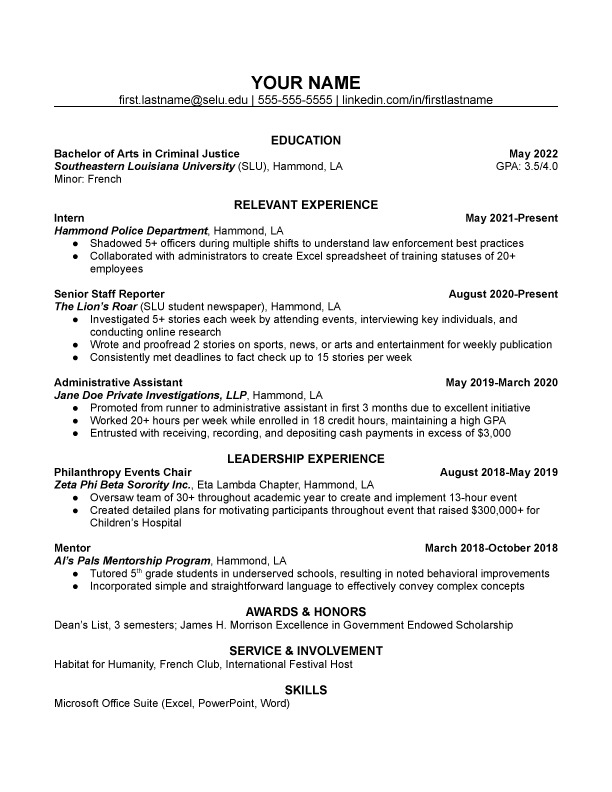 YOUR NAME
first.lastname@selu.edu | 555-555-5555 | linkedin.com/in/firstlastname
EDUCATION
Bachelor of Arts in Criminal Justice May 2022
Southeastern Louisiana University (SLU), Hammond, LA GPA: 3.5/4.0
Minor: French
RELEVANT EXPERIENCE
Intern May 2021-Present
Hammond Police Department, Hammond, LA
● Shadowed 5+ officers during multiple shifts to understand law enforcement best practices
● Collaborated with administrators to create Excel spreadsheet of training statuses of 20+
employees
Senior Staff Reporter August 2020-Present
The Lion's Roar (SLU student newspaper), Hammond, LA
● Investigated 5+ stories each week by attending events, interviewing key individuals, and
conducting online research
● Wrote and proofread 2 stories on sports, news, or arts and entertainment for weekly publication
● Consistently met deadlines to fact check up to 15 stories per week
Administrative Assistant May 2019-March 2020
Jane Doe Private Investigations, LLP, Hammond, LA
● Promoted from runner to administrative assistant in first 3 months due to excellent initiative
● Worked 20+ hours per week while enrolled in 18 credit hours, maintaining a high GPA
● Entrusted with receiving, recording, and depositing cash payments in excess of $3,000
LEADERSHIP EXPERIENCE
Philanthropy Events Chair August 2018-May 2019
Zeta Phi Beta Sorority Inc., Eta Lambda Chapter, Hammond, LA
● Oversaw team of 30+ throughout academic year to create and implement 13-hour event
● Created detailed plans for motivating participants throughout event that raised $300,000+ for
Children's Hospital
Mentor March 2018-October 2018
Al's Pals Mentorship Program, Hammond, LA
● Tutored 5th grade students in underserved schools, resulting in noted behavioral improvements
● Incorporated simple and straightforward language to effectively convey complex concepts
AWARDS & HONORS
Dean's List, 3 semesters; James H. Morrison Excellence in Government Endowed Scholarship
SERVICE & INVOLVEMENT
Habitat for Humanity, French Club, International Festival Host
SKILLS
Microsoft Office Suite (Excel, PowerPoint, Word)